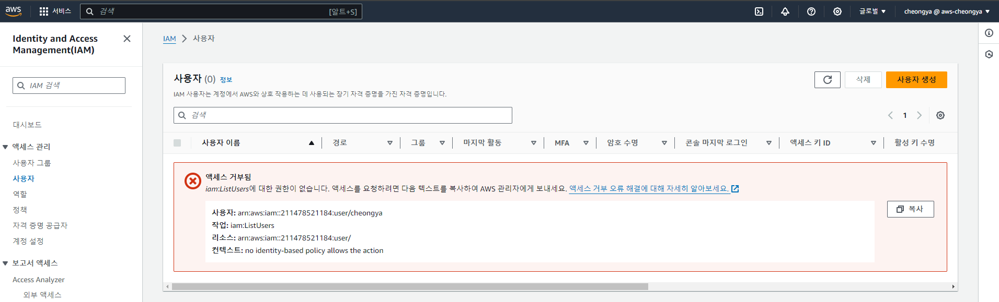 aws
서비스
검색
[알트+S]
글로벌
cheongya @ aws-cheongya
Identity and Access
Management(IAM)
IAM 검색
대시보드
액세스 관리
사용자 그룹
사용자
역할
정책
자격 증명 공급자
계정 설정
보고서 액세스
Access Analyzer
외부 액세스
IAM
사용자
사용자 (0) 정보
삭제
사용자 생성
IAM 사용자는 계정에서 AWS와 상호 작용하는 데 사용되는 장기 자격 증명을 가진 자격 증명입니다.
검색
1
사용자 이름
경로
그룹
마지막 활동
MFA
암호 수명
콘솔 마지막 로그인
액세스 키 ID
활성 키 수명
액세스 거부됨
iam:ListUsers에 대한 권한이 없습니다. 액세스를 요청하려면 다음 텍스트를 복사하여 AWS 관리자에게 보내세요. 액세스 거부 오류 해결에 대해 자세히 알아보세요.
사용자: arn:aws:iam::211478521184:user/cheongya
작업: iam:ListUsers
리소스: arn:aws:iam::211478521184:user/
컨텍스트: no identity-based policy allows the action
복사